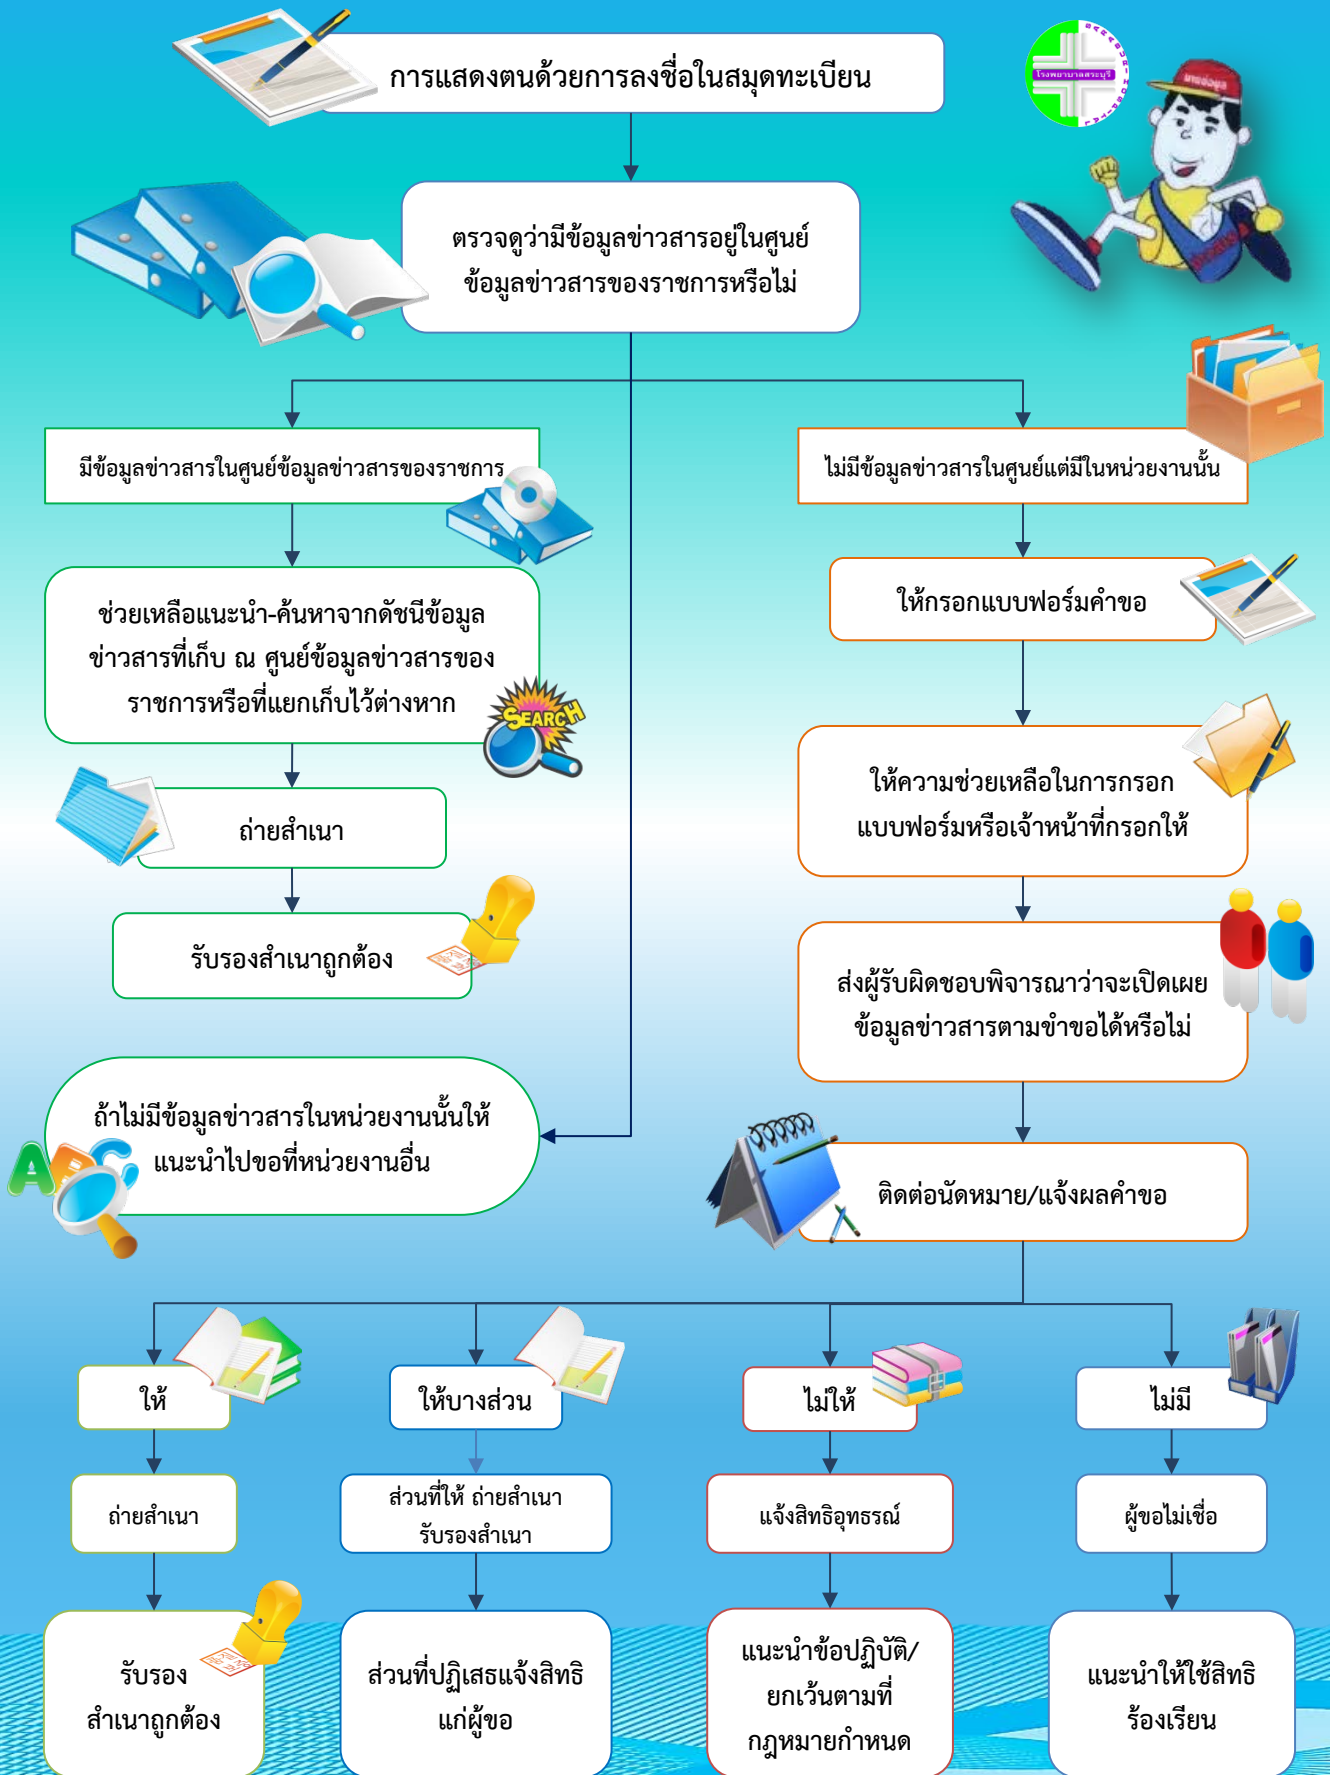 การแสดงตนด้วยการลงชื่อในสมุดทะเบียน
โรงพยาบาลสระบุรี
SARABURI HOSPITAL
ตรวจดูว่ามีข้อมูลข่าวสารอยู่ในศูนย์
ข้อมูลข่าวสารของราชการหรือไม่
มีข้อมูลข่าวสารในศูนย์ข้อมูลข่าวสารของราชการ
ไม่มีข้อมูลข่าวสารในศูนย์แต่มีในหน่วยงานนั้น
ช่วยเหลือแนะนำ-ค้นหาจากดัชนีข้อมูล
ข่าวสารที่เก็บ ณ ศูนย์ข้อมูลข่าวสารของ
ราชการหรือที่แยกเก็บไว้ต่างหาก
SEARCH
ให้กรอกแบบฟอร์มคำขอ
ให้ความช่วยเหลือในการกรอก
แบบฟอร์มหรือเจ้าหน้าที่กรอกให้
ถ่ายสำเนา
รับรองสำเนาถูกต้อง
ส่งผู้รับผิดชอบพิจารณาว่าจะเปิดเผย
ข้อมูลข่าวสารตามขำขอได้หรือไม่
ถ้าไม่มีข้อมูลข่าวสารในหน่วยงานนั้นให้
แนะนำไปขอที่หน่วยงานอื่น
ABC
ติดต่อนัดหมาย/แจ้งผลคำขอ
ให้
ให้บางส่วน
ไม่ให้
ไม่มี
ถ่ายสำเนา
ส่วนที่ให้ ถ่ายสำเนา
รับรองสำเนา
แจ้งสิทธิอุทธรณ์
ผู้ขอไม่เชื่อ
รับรอง
สำเนาถูกต้อง
ส่วนที่ปฏิเสธแจ้งสิทธิ
แก่ผู้ขอ
แนะนำข้อปฏิบัติ/
ยกเว้นตามที่
กฎหมายกำหนด
แนะนำให้ใช้สิทธิ
ร้องเรียน